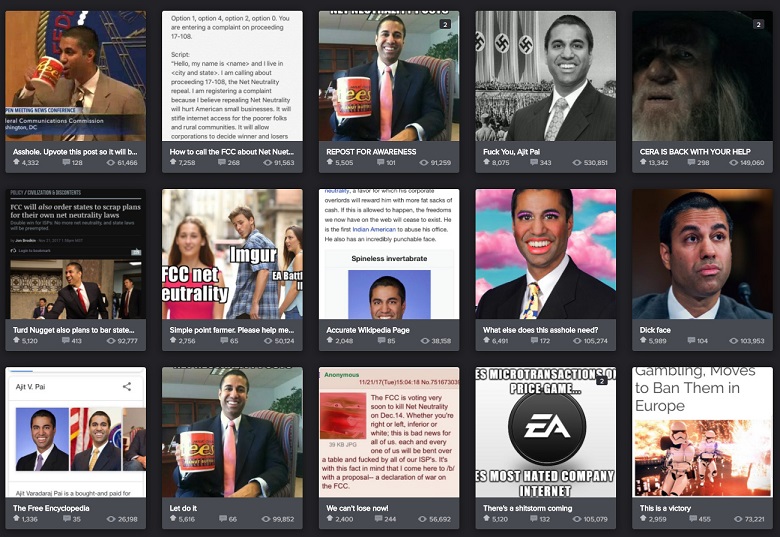 PEN MEETING NEWS CONFERENCE
eral Communications Commission
shington, DC
Asshole. Upvote this post so it will b...
4,332 128 61,466
Option 1, option 4, option 2, option 0. You
are entering a complaint on proceeding
17-108.
Script:
"Hello, my name is <name> and I live in
<city and state>. I am calling about
proceeding 17-108, the Net Neutrality
repeal. I am registering a complaint
because I believe repealing Net Neutrality
will hurt American small businesses. It will
stifle internet access for the poorer folks
and rural communities. It will allow
corporations to decide winner and losers
How to call the FCC about Net Nuet...
7,258 268 91,563
2
REPOST FOR AWARENESS
5,505 101 91,259
Fuck You, Ajit Pai
8,075 343 530,851
2
CERA IS BACK WITH YOUR HELP
13,342 298 149,060
POLICY / CIVILIZATION & DISCONTENTS
FCC will also order states to scrap plans
for their own net neutrality laws
Double win for ISPs: No more net neutrality, and state laws
will be preempted.
Turd Nugget also plans to bar state...
5,120 413 92,777
FCC net
eutrality
Imgur
EA Battl
Simple point farmer. Please help me...
2,756 65 50,124
neutrality, a favor for which his corporate
overlords will reward him with more fat sacks of
cash. If this is allowed to happen, the freedoms
we now have on the web will cease to exist. He
is the first Indian American to abuse his office.
He also has an incredibly punchable face.
Spineless invertabrate
Accurate Wikipedia Page
2,048 85 38,158
What else does this asshole need?
6,491 172 105,274
Dick face
5,989 104 103,953
Ajit V. Pai
Ajit Varadaraj Pai is a bought-and paid for
The Free Encyclopedia
1,336 35 26,198
ees
Let do it
5,616 66 99,852
Anonymous
11/21/17(Tue)15:04:18 No.751673035
39 KB JPG
The FCC is voting very
soon to kill Net Neutrality
on Dec.14. Whether you're
right or left, inferior or
white; this is bad news for
all of us. each and every
one of us will be bent over
a table and fucked by all of our ISP's. It's
with this fact in mind that I come here to /b/
with a proposal-- a declaration of war on
the FCC.
We can't lose now!
2,400 244 56,692
2
ES MICROTRANSACTIONS
PRICE GAME...
EA
ES MOST HATED COMPANY
INTERNET
There's a shitstorm coming
5,120 132 105,079
Gambling, Moves
to Ban Them in
Europe
This is a victory
2,959 455 73,221